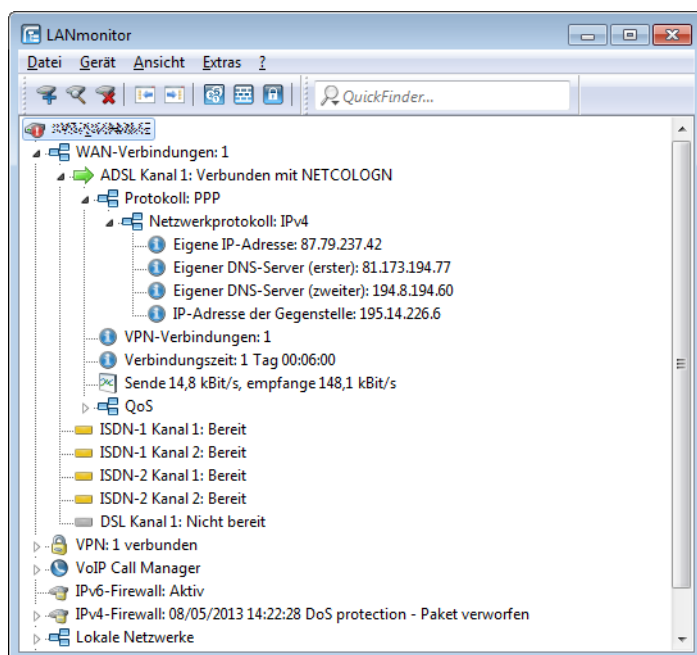 LANmonitor
Datei Gerät Ansicht Extras ?
QuickFinder...
WAN-Verbindungen: 1
ADSL Kanal 1: Verbunden mit NETCOLOGN
Protokoll: PPP
Netzwerkprotokoll: IPv4
Eigene IP-Adresse: 87.79.237.42
Eigener DNS-Server (erster): 81.173.194.77
Eigener DNS-Server (zweiter): 194.8.194.60
IP-Adresse der Gegenstelle: 195.14.226.6
VPN-Verbindungen: 1
Verbindungszeit: 1 Tag 00:06:00
Sende 14,8 kBit/s, empfange 148,1 kBit/s
QoS
ISDN-1 Kanal 1: Bereit
ISDN-1 Kanal 2: Bereit
ISDN-2 Kanal 1: Bereit
ISDN-2 Kanal 2: Bereit
DSL Kanal 1: Nicht bereit
VPN: 1 verbunden
VoIP Call Manager
IPv6-Firewall: Aktiv
IPv4-Firewall: 08/05/2013 14:22:28 DoS protection - Paket verworfen
Lokale Netzwerke